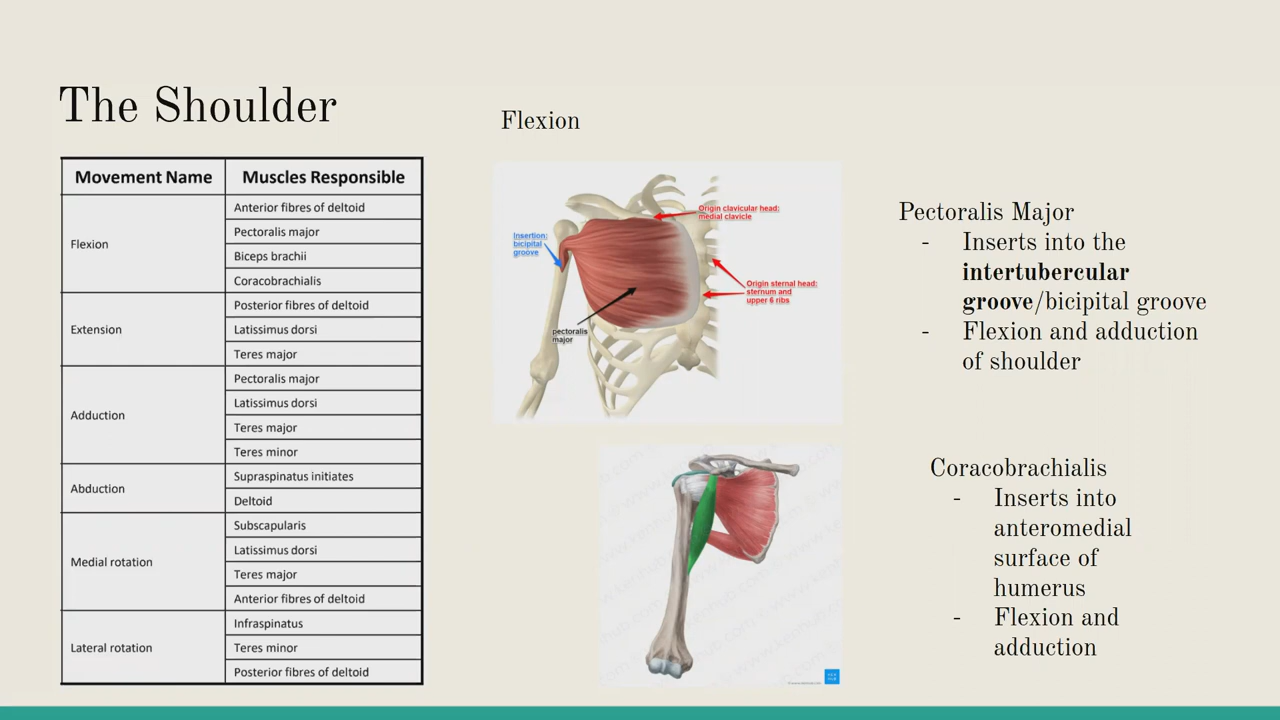 The Shoulder
Movement Name Muscles Responsible
Flexion
Anterior fibres of deltoid
Pectoralis major
Biceps brachii
Coracobrachialis
Extension
Posterior fibres of deltoid
Latissimus dorsi
Teres major
Adduction
Pectoralis major
Latissimus dorsi
Teres major
Teres minor
Abduction
Supraspinatus initiates
Deltoid
Medial rotation
Subscapularis
Latissimus dorsi
Teres major
Anterior fibres of deltoid
Lateral rotation
Infraspinatus
Teres minor
Posterior fibres of deltoid
Flexion
Origin clavicular head:
medial clavicle
Insertion:
bicipital
groove
Origin sternal head:
sternum and
upper 6 ribs
pectoralis
major
Pectoralis Major
- Inserts into the
intertubercular
groove/bicipital groove
- Flexion and adduction
of shoulder
Coracobrachialis
- Inserts into
anteromedial
surface of
humerus
- Flexion and
adduction
KEN
HUB